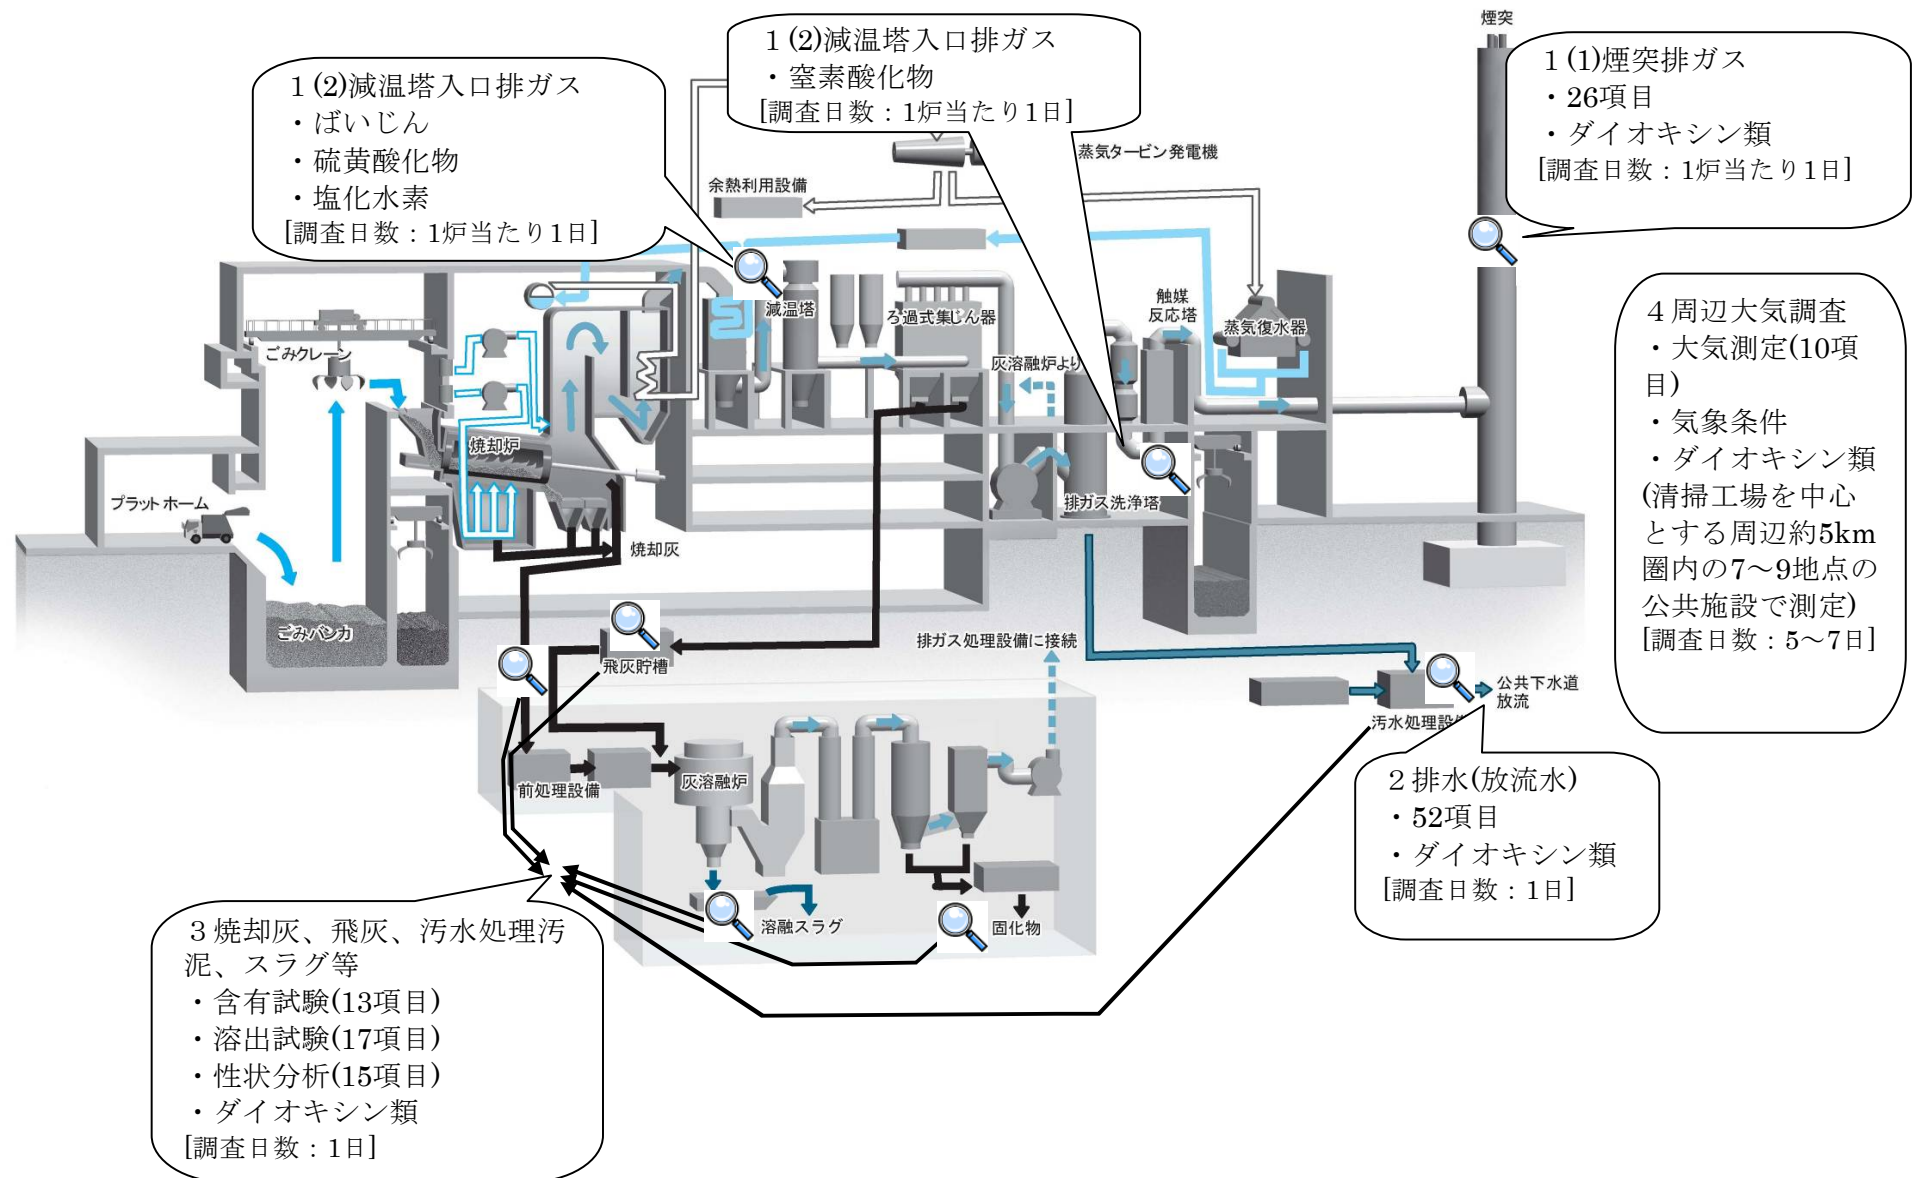 煙突
1 (2)減温塔入口排ガス
・ばいじん
・硫黄酸化物
・塩化水素
[調査日数：1炉当たり1日]
1 (2)減温塔入口排ガス
・窒素酸化物
[調査日数：1炉当たり1日]
1 (1)煙突排ガス
・26項目
・ダイオキシン類
[調査日数：1炉当たり1日]
蒸気タービン発電機
余熱利用設備
減温塔
ろ過式集じん器
触媒
反応塔
蒸気復水器
灰溶融炉より
ごみクレーン
焼却炉
プラットホーム
排ガス洗浄塔
焼却灰
ごみバンカ
飛灰貯槽
排ガス処理設備に接続
公共下水道
放流
汚水処理設備
前処理設備
灰溶融炉
溶融スラグ
固化物
4 周辺大気調査
・大気測定(10項
目)
・気象条件
・ダイオキシン類
(清掃工場を中心
とする周辺約5km
圏内の7～9地点の
公共施設で測定)
[調査日数：5～7日]
2 排水(放流水)
・52項目
・ダイオキシン類
[調査日数：1日]
3 焼却灰、飛灰、汚水処理汚
泥、スラグ等
・含有試験(13項目)
・溶出試験(17項目)
・性状分析(15項目)
・ダイオキシン類
[調査日数：1日]